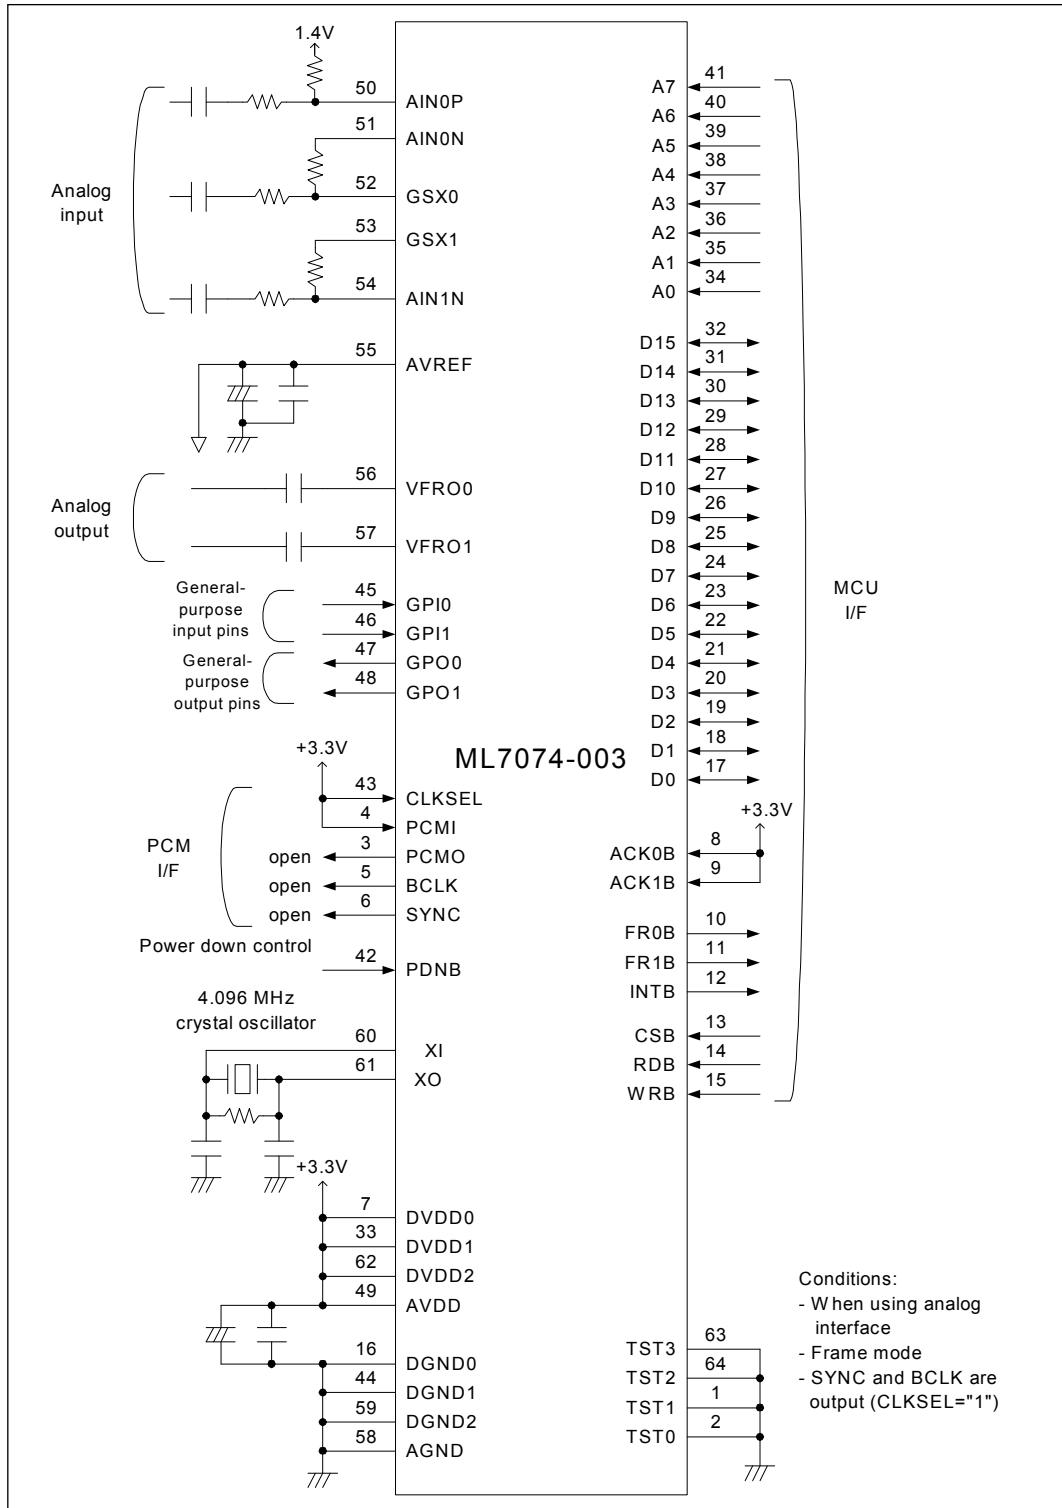 1.4V
50 AIN0P
51 AIN0N
52 GSX0
53 GSX1
54 AIN1N
Analog
input
55 AVREF
56 VFRO0
57 VFRO1
Analog
output
General-
purpose
input pins
45 GPI0
46 GPI1
General-
purpose
output pins
47 GPO0
48 GPO1
ML7074-003
+3.3V
PCM
I/F
43 CLKSEL
4 PCMI
open 3 PCMO
open 5 BCLK
open 6 SYNC
Power down control
42 PDNB
4.096 MHz
crystal oscillator
60 XI
61 XO
+3.3V
7 DVDD0
33 DVDD1
62 DVDD2
49 AVDD
16 DGND0
44 DGND1
59 DGND2
58 AGND
A7 41
A6 40
A5 39
A4 38
A3 37
A2 36
A1 35
A0 34
D15 32
D14 31
D13 30
D12 29
D11 28
D10 27
D9 26
D8 25
D7 24
D6 23
D5 22
D4 21
D3 20
D2 19
D1 18
D0 17
MCU
I/F
+3.3V
ACK0B 8
ACK1B 9
FR0B 10
FR1B 11
INTB 12
CSB 13
RDB 14
WRB 15
TST3 63
TST2 64
TST1 1
TST0 2
Conditions:
- When using analog
interface
- Frame mode
- SYNC and BCLK are
output (CLKSEL="1")